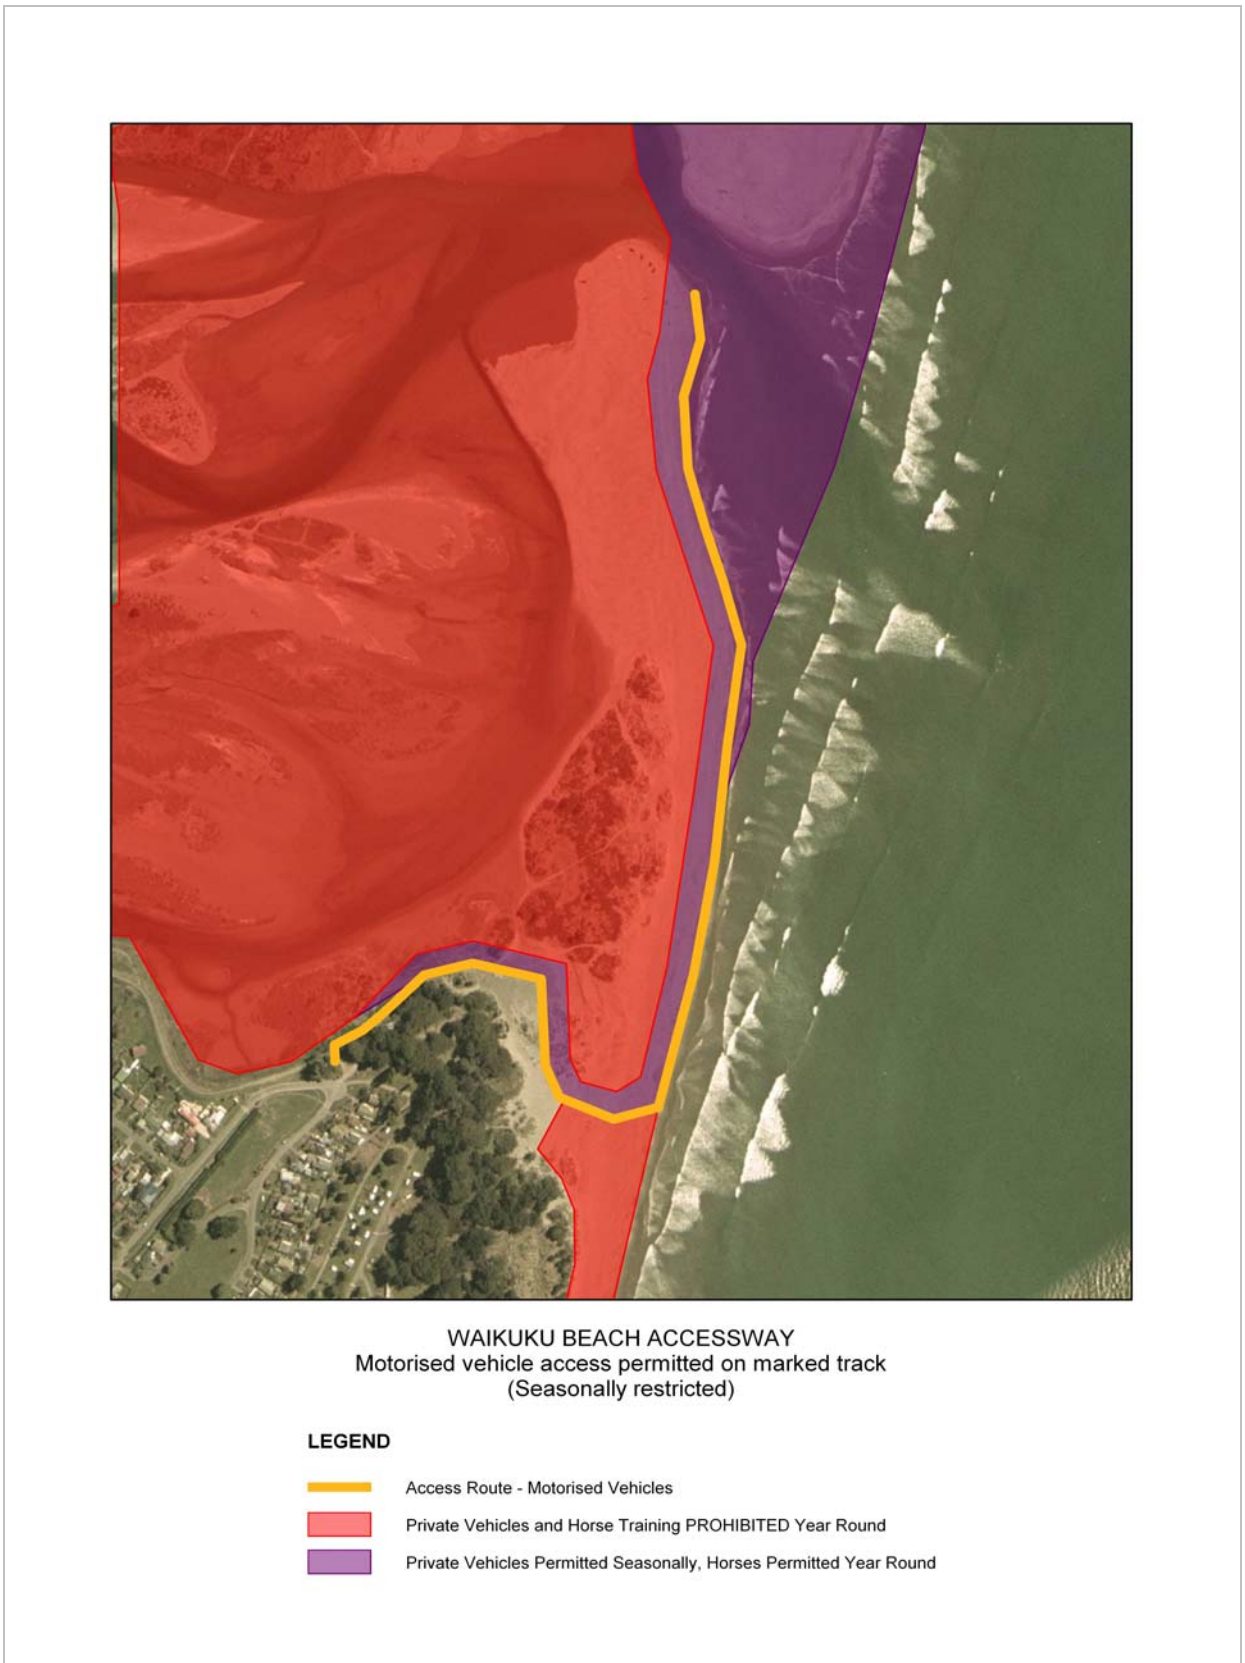 WAIKUKU BEACH ACCESSWAY
Motorised vehicle access permitted on marked track
(Seasonally restricted)
LEGEND
Access Route - Motorised Vehicles
Private Vehicles and Horse Training PROHIBITED Year Round
Private Vehicles Permitted Seasonally, Horses Permitted Year Round